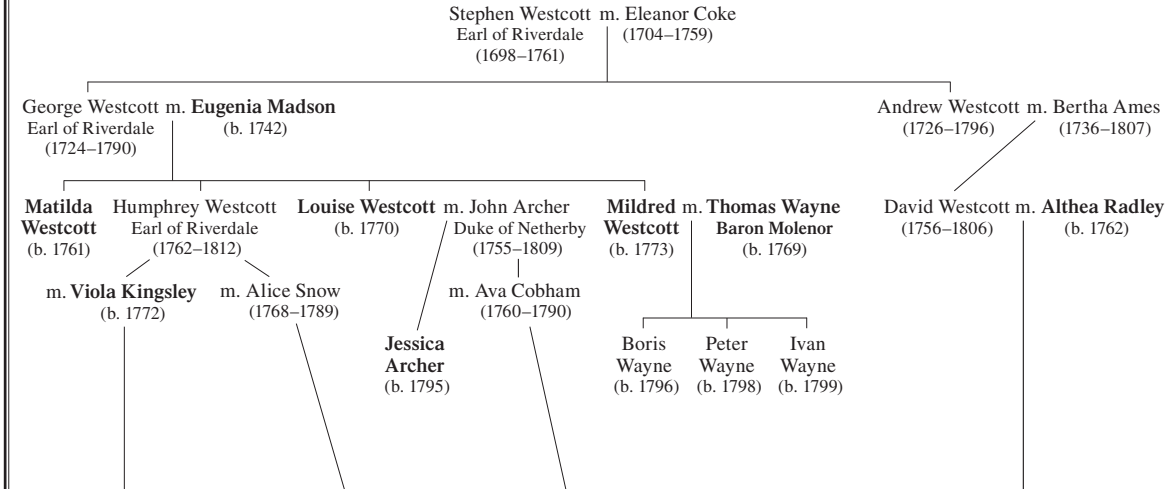 Stephen Westcott m. Eleanor Coke
Earl of Riverdale (1704–1759)
(1698–1761)
George Westcott m. Eugenia Madson
Earl of Riverdale (b. 1742)
(1724–1790)
Andrew Westcott m. Bertha Ames
(1726–1796) (1736–1807)
Matilda
Westcott
(b. 1761)
Humphrey Westcott
Earl of Riverdale
(1762–1812)
m. Viola Kingsley
(b. 1772)
m. Alice Snow
(1768–1789)
Louise Westcott m. John Archer
(b. 1770) Duke of Netherby
(1755–1809)
m. Ava Cobham
(1760–1790)
Jessica
Archer
(b. 1795)
Mildred m. Thomas Wayne
Westcott Baron Molenor
(b. 1773) (b. 1769)
Boris
Wayne
(b. 1796)
Peter
Wayne
(b. 1798)
Ivan
Wayne
(b. 1799)
David Westcott m. Althea Radley
(1756–1806) (b. 1762)